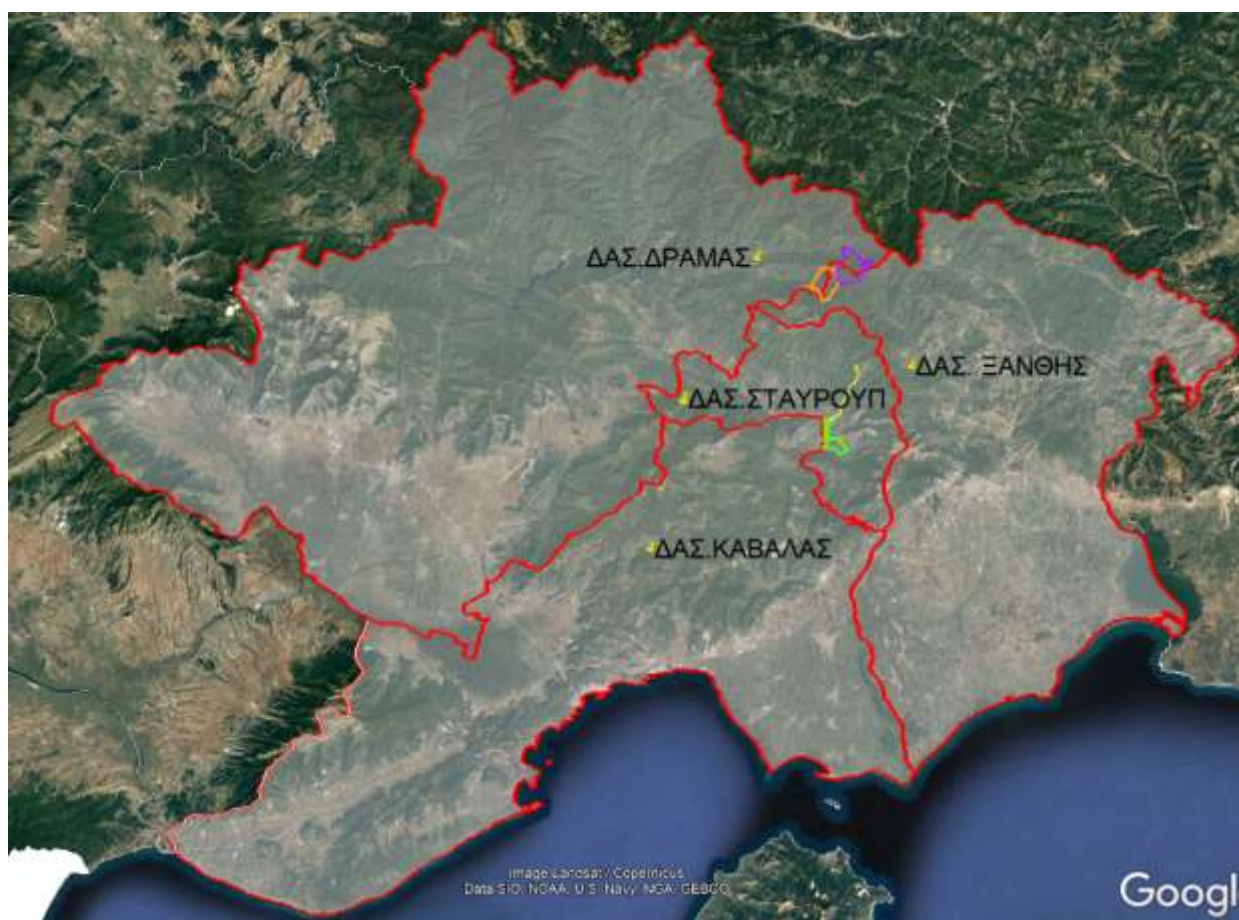 ΔΑΣ.ΔΡΑΜΑΣ
ΔΑΣ. ΞΑΝΘΗΣ
ΔΑΣ.ΣΤΑΥΡΟΥΠ
ΔΑΣ.ΚΑΒΑΛΑΣ
Image Landsat / Copernicus
Data SIO, NOAA, U.S. Navy, NGA, GEBCO
Googl